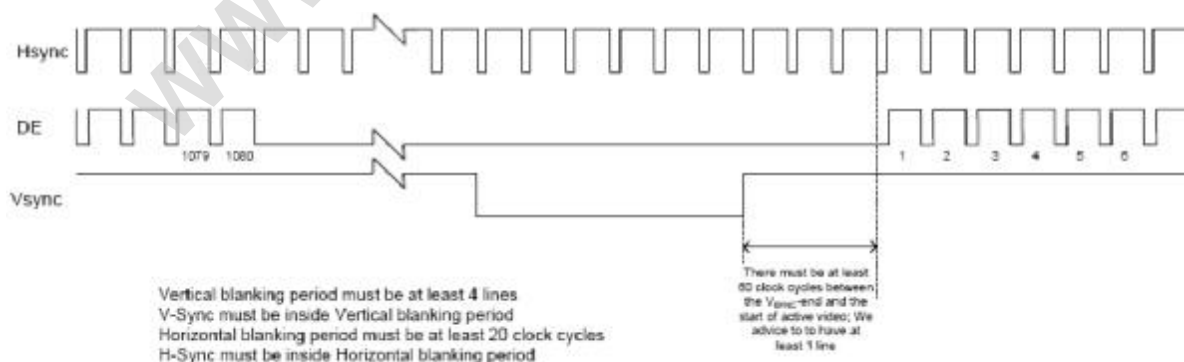 WWW
Hsync
DE
1079 1080 1 2 3 4 5 6
Vsync
Vertical blanking period must be at least 4 lines
V-Sync must be inside Vertical blanking period
Horizontal blanking period must be at least 20 clock cycles
H-Sync must be inside Horizontal blanking period
There must be at least
60 clock cycles between
the VSYNC-end and the
start of active video; We
advice to to have at
least 1 line